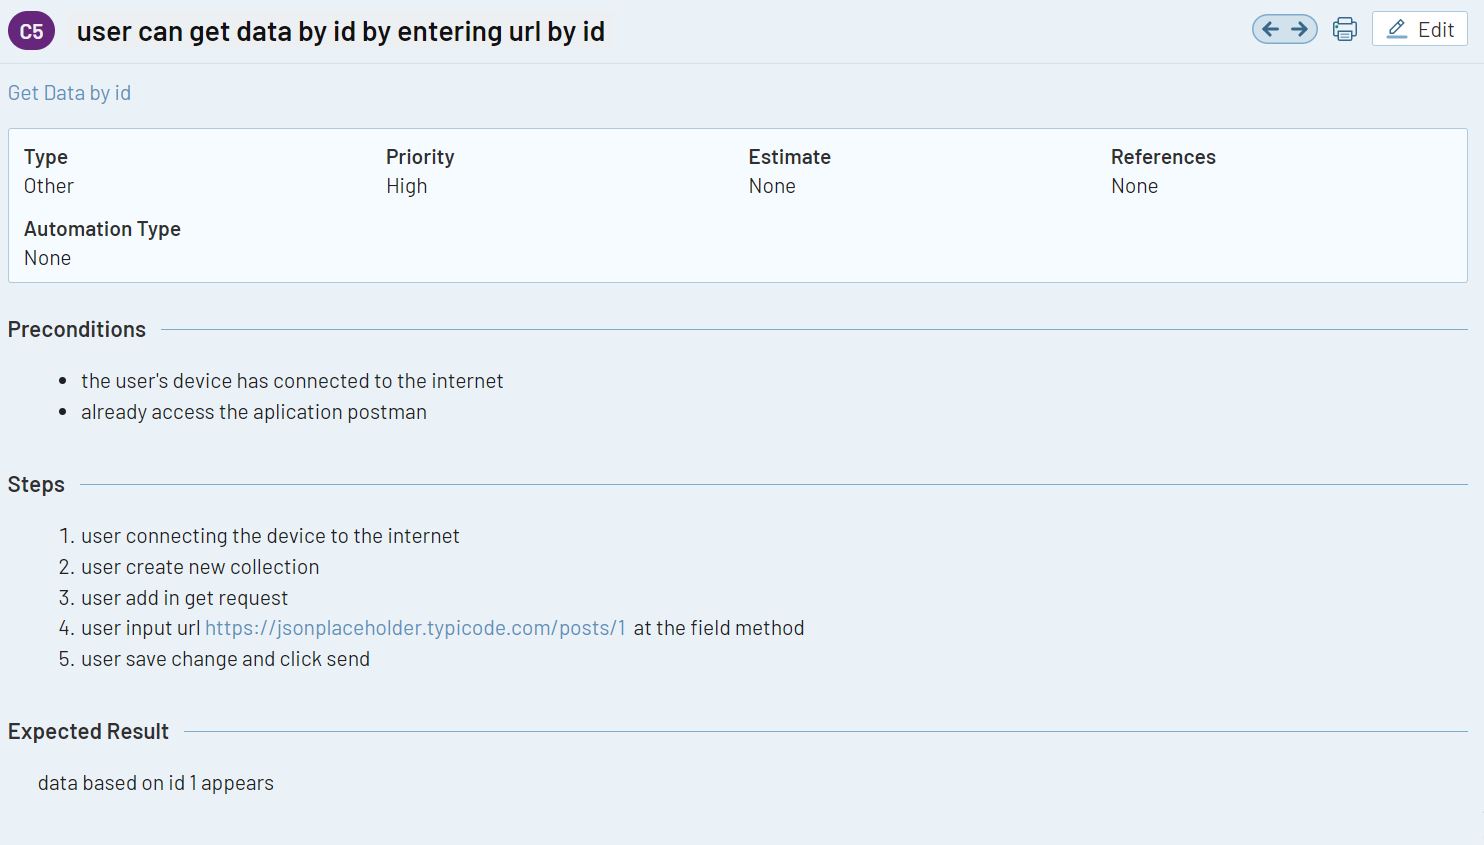 C5 user can get data by id by entering url by id Edit
Get Data by id
Type Priority Estimate References
Other High None None
Automation Type
None
Preconditions
• the user's device has connected to the internet
• already access the aplication postman
Steps
1. user connecting the device to the internet
2. user create new collection
3. user add in get request
4. user input url https://jsonplaceholder.typicode.com/posts/1 at the field method
5. user save change and click send
Expected Result
data based on id 1 appears